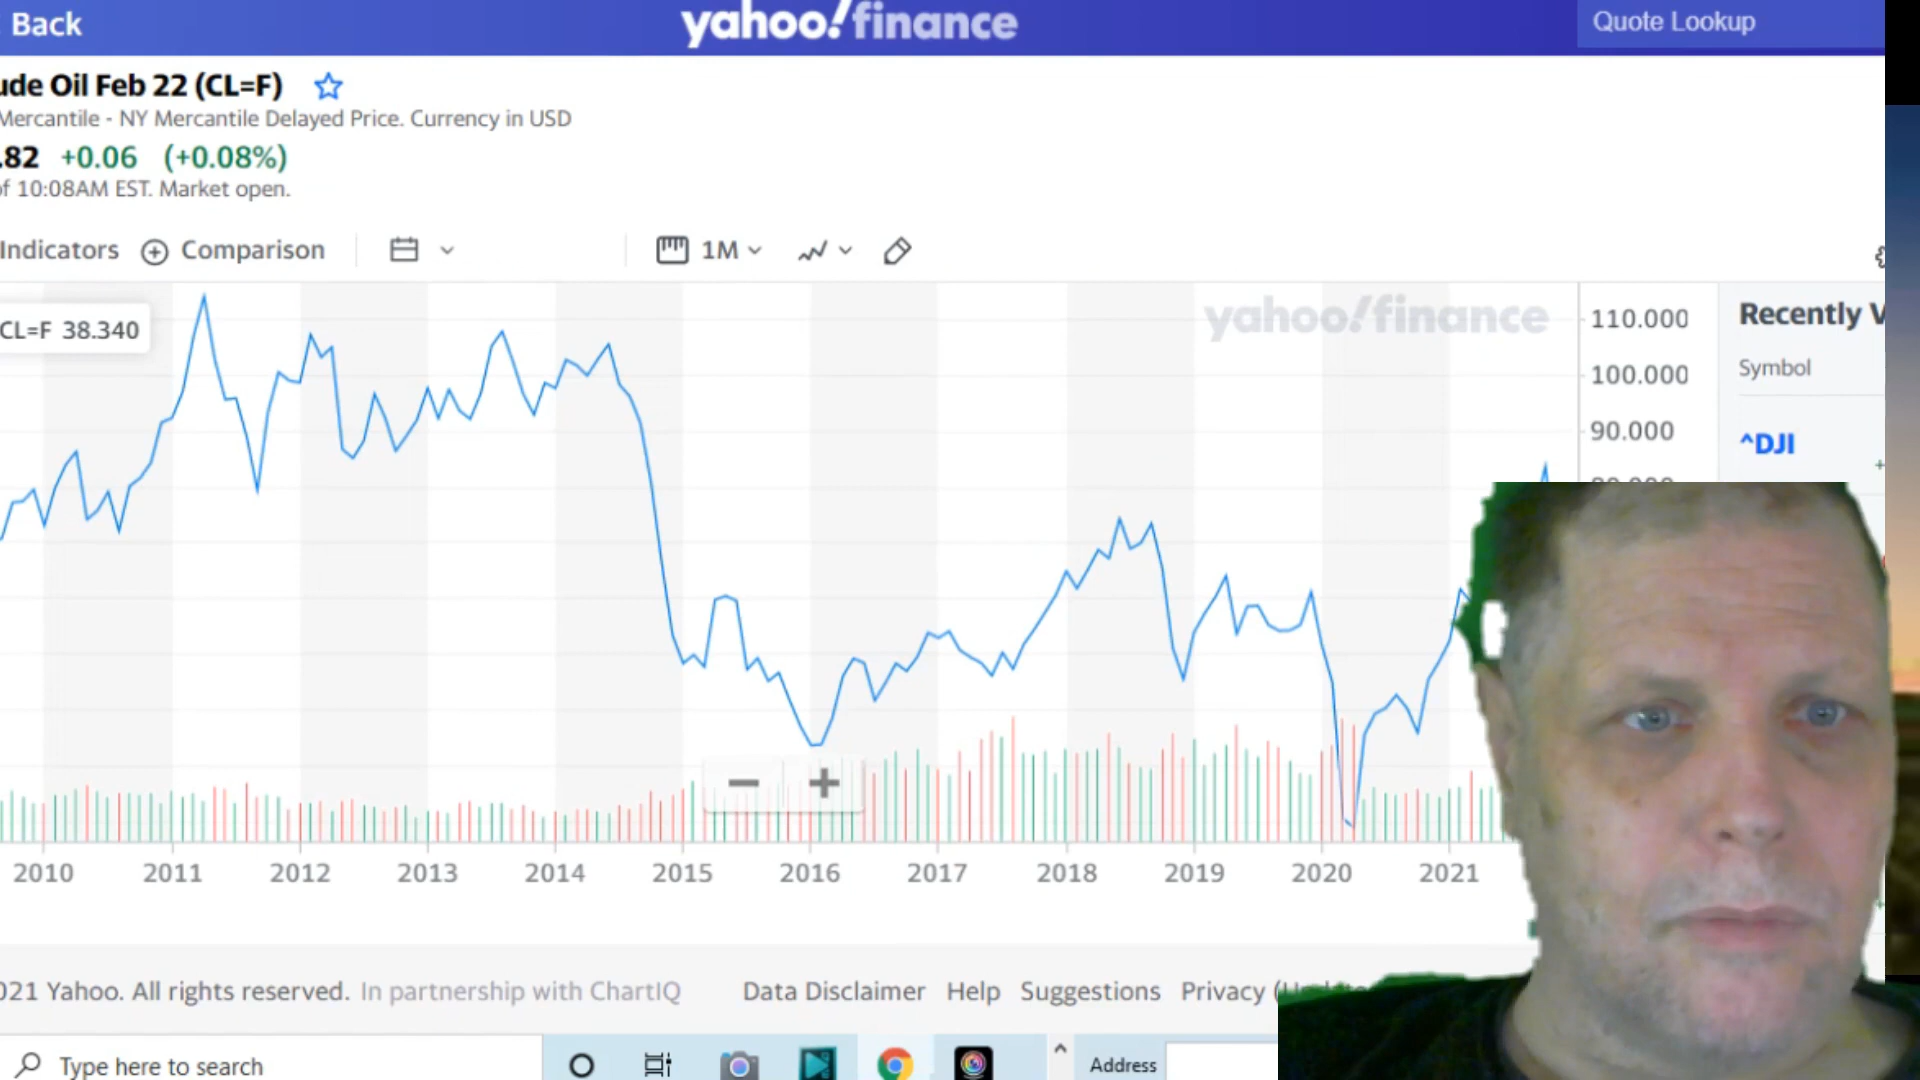 Back
yahoo!finance
Quote Lookup
ude Oil Feb 22 (CL=F)
Mercantile - NY Mercantile Delayed Price. Currency in USD
.82 +0.06 (+0.08%)
of 10:08AM EST. Market open.
Indicators Comparison 1M
yahoo!finance
CL=F 38.340
110.000
100.000
90.000
Recently V
Symbol
^DJI
2010 2011 2012 2013 2014 2015 2016 2017 2018 2019 2020 2021
021 Yahoo. All rights reserved. In partnership with ChartIQ Data Disclaimer Help Suggestions Privacy
Type here to search
Address